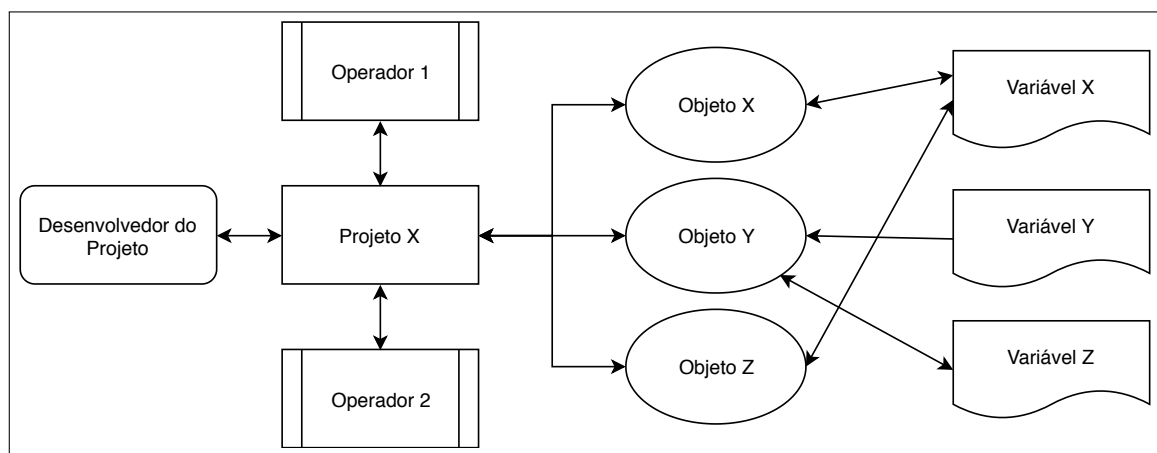 Operador 1
Desenvolvedor do
Projeto
Projeto X
Operador 2
Objeto X
Objeto Y
Objeto Z
Variável X
Variável Y
Variável Z